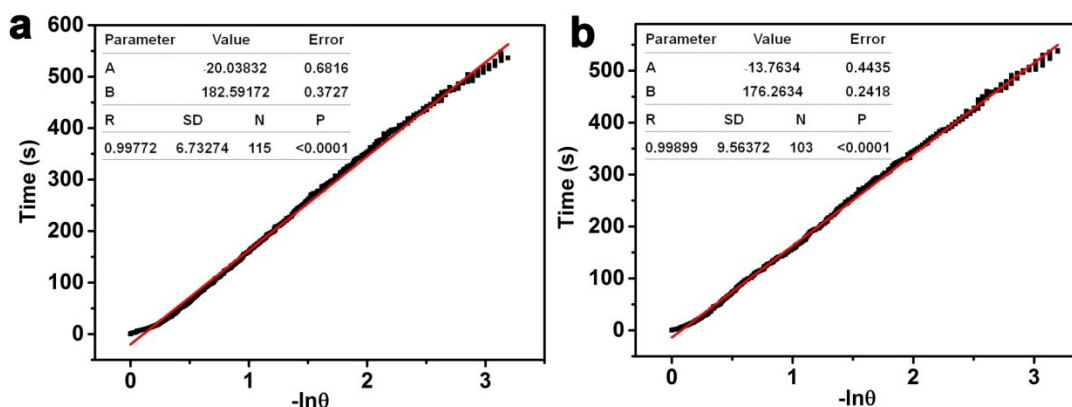 a
Parameter Value Error
A -20.03832 0.6816
B 182.59172 0.3727
R SD N P
0.99772 6.73274 115 <0.0001
600
500
400
300
200
100
0
Time (s)
0 1 2 3
-lnθ
b
Parameter Value Error
A -13.7634 0.4435
B 176.2634 0.2418
R SD N P
0.99899 9.56372 103 <0.0001
500
400
300
200
100
0
Time (s)
0 1 2 3
-lnθ